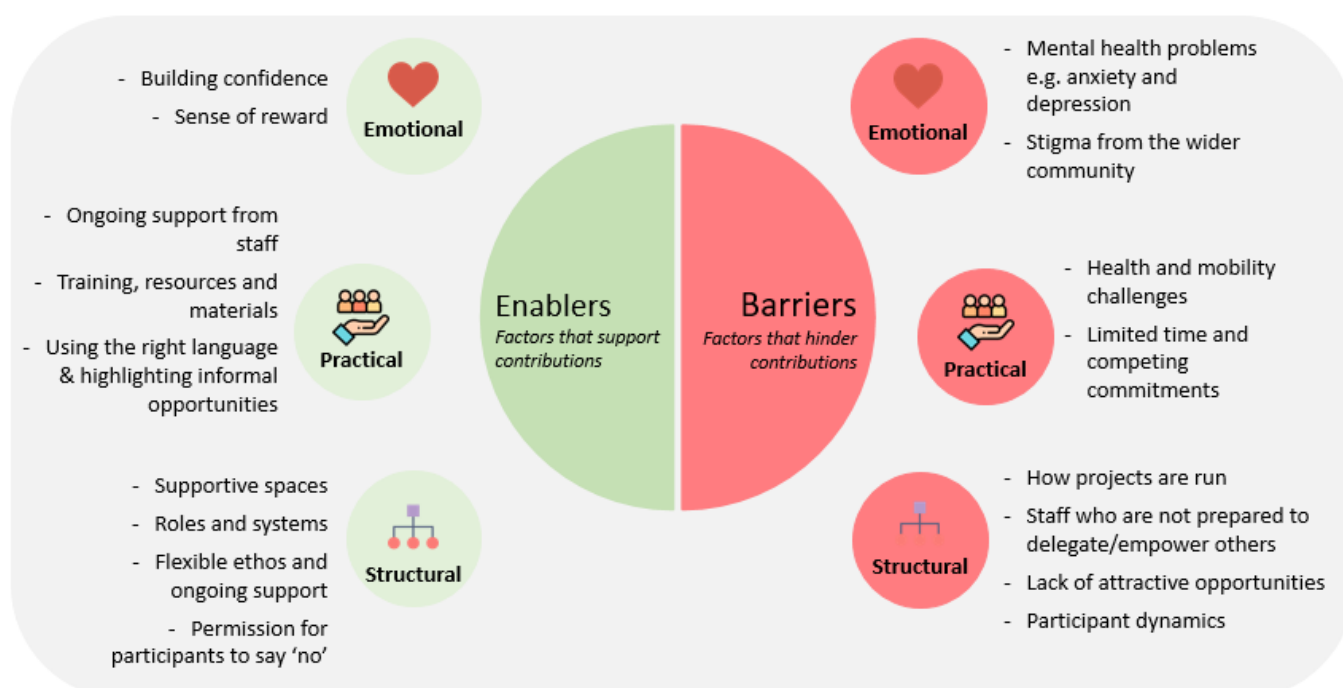 - Building confidence
- Sense of reward
Emotional
- Ongoing support from
staff
- Training, resources and
materials
- Using the right language
& highlighting informal
opportunities
Practical
- Supportive spaces
- Roles and systems
- Flexible ethos and
ongoing support
- Permission for
participants to say ‘no’
Structural
Enablers
Factors that support
contributions
Barriers
Factors that hinder
contributions
Emotional
- Mental health problems
e.g. anxiety and
depression
- Stigma from the wider
community
Practical
- Health and mobility
challenges
- Limited time and
competing
commitments
Structural
- How projects are run
- Staff who are not prepared to
delegate/empower others
- Lack of attractive opportunities
- Participant dynamics